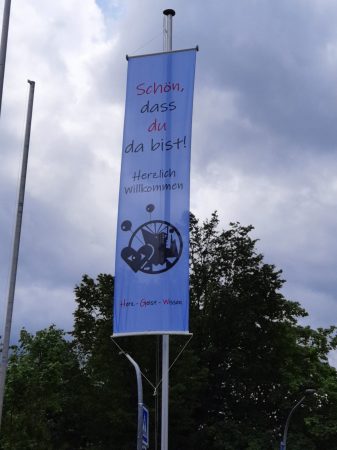 Schön,
dass
du
da bist!
Herzlich
Willkommen
Herz - Geist - Wissen